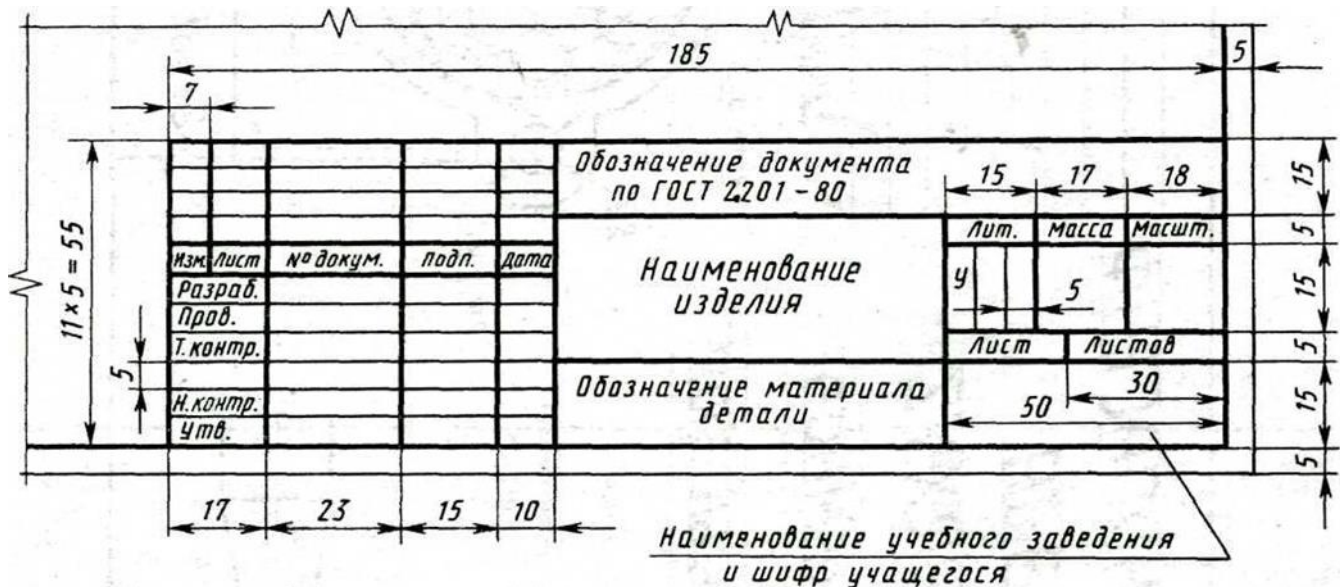 185
5
7
Обозначение документа
по ГОСТ 2.201 – 80
15 17 18
15
11 × 5 = 55
Лит. Масса Масшт.
5
Изм. Лист № докум. Подп. Дата
Наименование
изделия
У
5
15
Разраб.
Пров.
Т. контр.
Лист Листов
5
5
Обозначение материала
детали
30
50
15
Н. контр.
Утв.
5
17 23 15 10
Наименование учебного заведения
и шифр учащегося